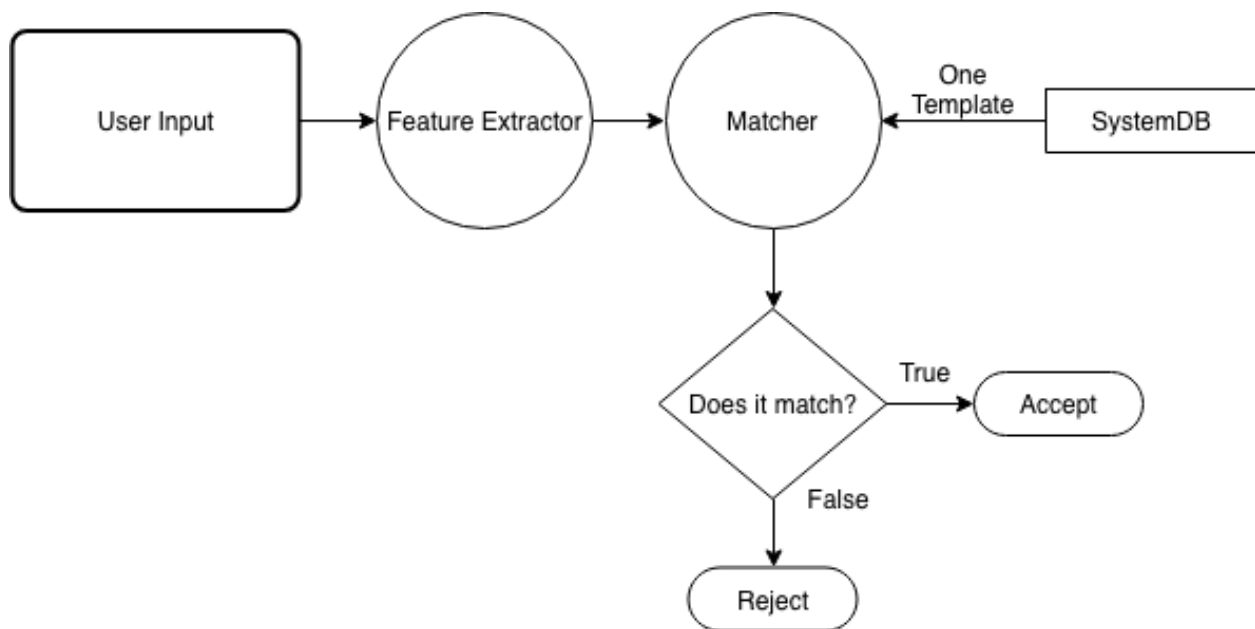 User Input
Feature Extractor
Matcher
One
Template
SystemDB
Does it match?
True
Accept
False
Reject